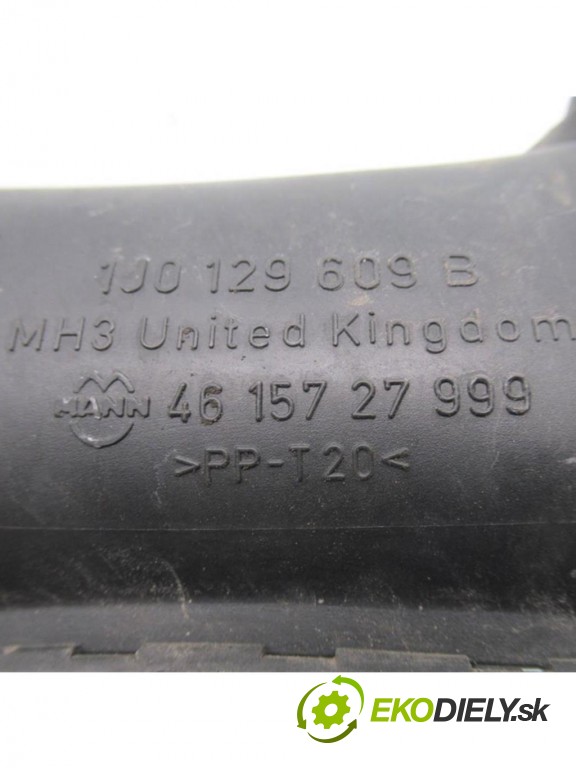 1J0 129 609 B
MH3 United Kingdom
MANN 46 157 27 999
>PP-T20<
EKODIELY.sk